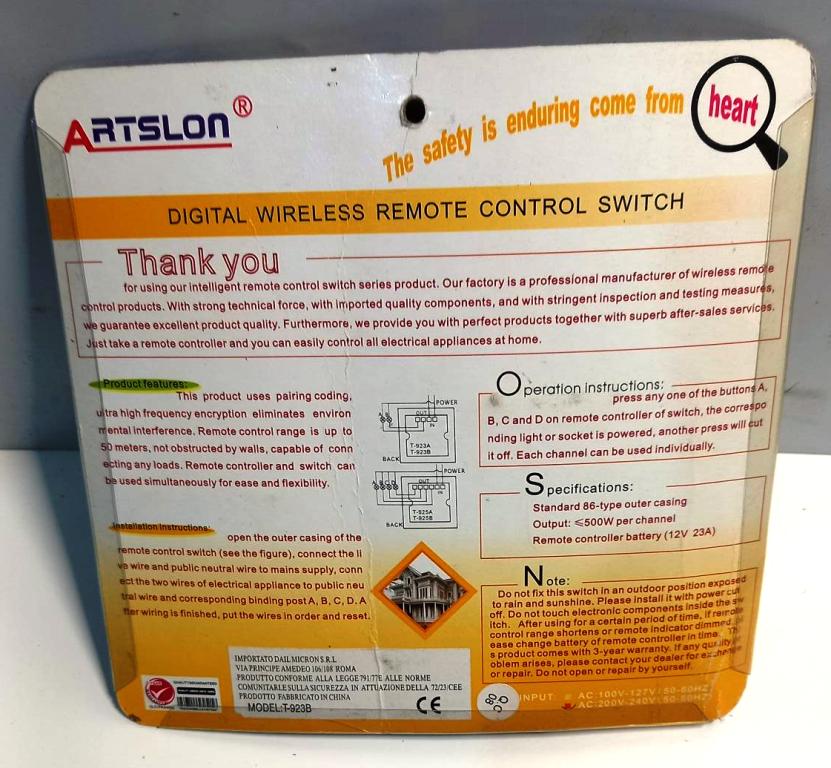 ARTSLON®
The safety is enduring come from heart
DIGITAL WIRELESS REMOTE CONTROL SWITCH
Thank you
for using our intelligent remote control switch series product. Our factory is a professional manufacturer of wireless remote
control products. With strong technical force, with imported quality components, and with stringent inspection and testing measures,
we guarantee excellent product quality. Furthermore, we provide you with perfect products together with superb after-sales services.
Just take a remote controller and you can easily control all electrical appliances at home.
Product features:
This product uses pairing coding,
ultra high frequency encryption eliminates environ
mental interference. Remote control range is up to
50 meters, not obstructed by walls, capable of conn
ecting any loads. Remote controller and switch can
be used simultaneously for ease and flexibility.
Installation Instructions:
open the outer casing of the
remote control switch (see the figure), connect the li
ve wire and public neutral wire to mains supply, conn
ect the two wires of electrical appliance to public neu
tral wire and corresponding binding post A, B, C, D. A
fter wiring is finished, put the wires in order and reset.
POWER
A B
OUT
IN
T-923A
T-923B
BACK
POWER
A B C D
OUT
IN
T-925A
T-925B
BACK
Operation instructions:
press any one of the buttons A,
B, C and D on remote controller of switch, the correspo
nding light or socket is powered, another press will cut
it off. Each channel can be used individually.
Specifications:
Standard 86-type outer casing
Output: ⩽500W per channel
Remote controller battery (12V 23A)
Note:
Do not fix this switch in an outdoor position exposed
to rain and sunshine. Please install it with power cut
off. Do not touch electronic components inside the sw
itch. After using for a certain period of time, if remote
control range shortens or remote indicator dimmed, pl
ease change battery of remote controller in time. Thi
s product comes with 3-year warranty. If any quality pr
oblem arises, please contact your dealer for exchange
or repair. Do not open or repair by yourself.
IMPORTATO DAIL MICRON S.R.L
VIA PRINCIPE AMEDEO 106/108 ROMA
PRODUTTO CONFORME ALLA LEGGE 791/77E ALLE NORME
COMUNITARLE SULLA SICUREZZA IN ATTUAZIONE DELLA 72/23/CEE
PRODOTTO FABBRICATO IN CHINA
MODEL:T-923B
CE
Q.C
08
INPUT: AC:100V-127V(50-60HZ)
AC:200V-240V(50-60HZ)